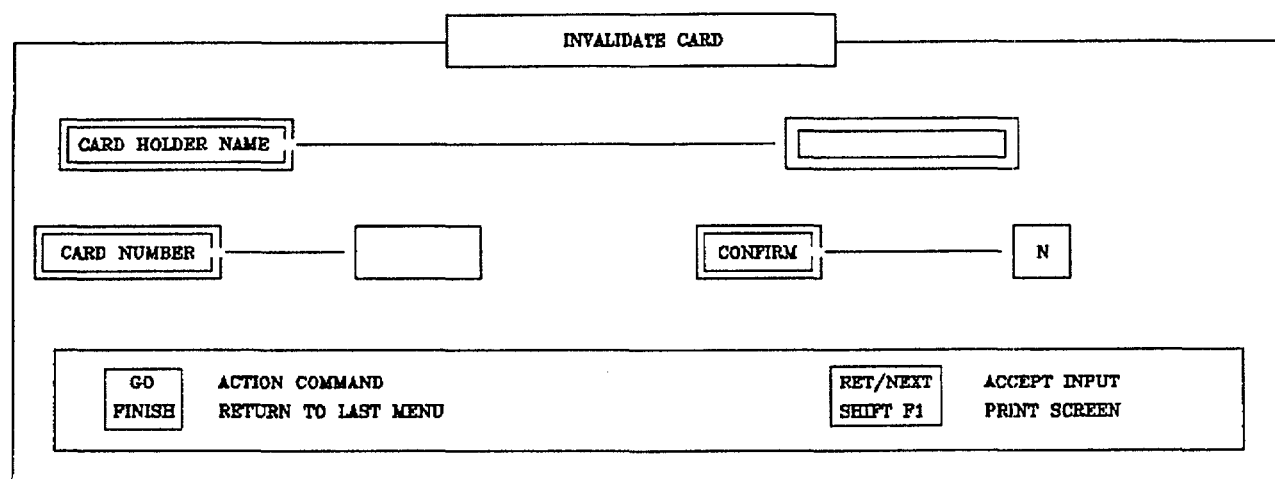 INVALIDATE CARD
CARD HOLDER NAME
CARD NUMBER CONFIRM N
GO ACTION COMMAND RET/NEXT ACCEPT INPUT
FINISH RETURN TO LAST MENU SHIFT F1 PRINT SCREEN